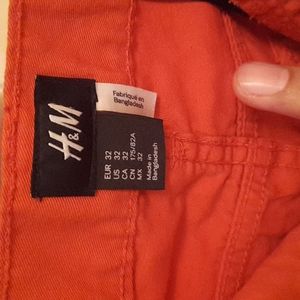 H&M
Fabriqué en
Bangladesh
EUR 32
US 32
CA 32
CN 175/82A
MX 32
Made in
Bangladesh